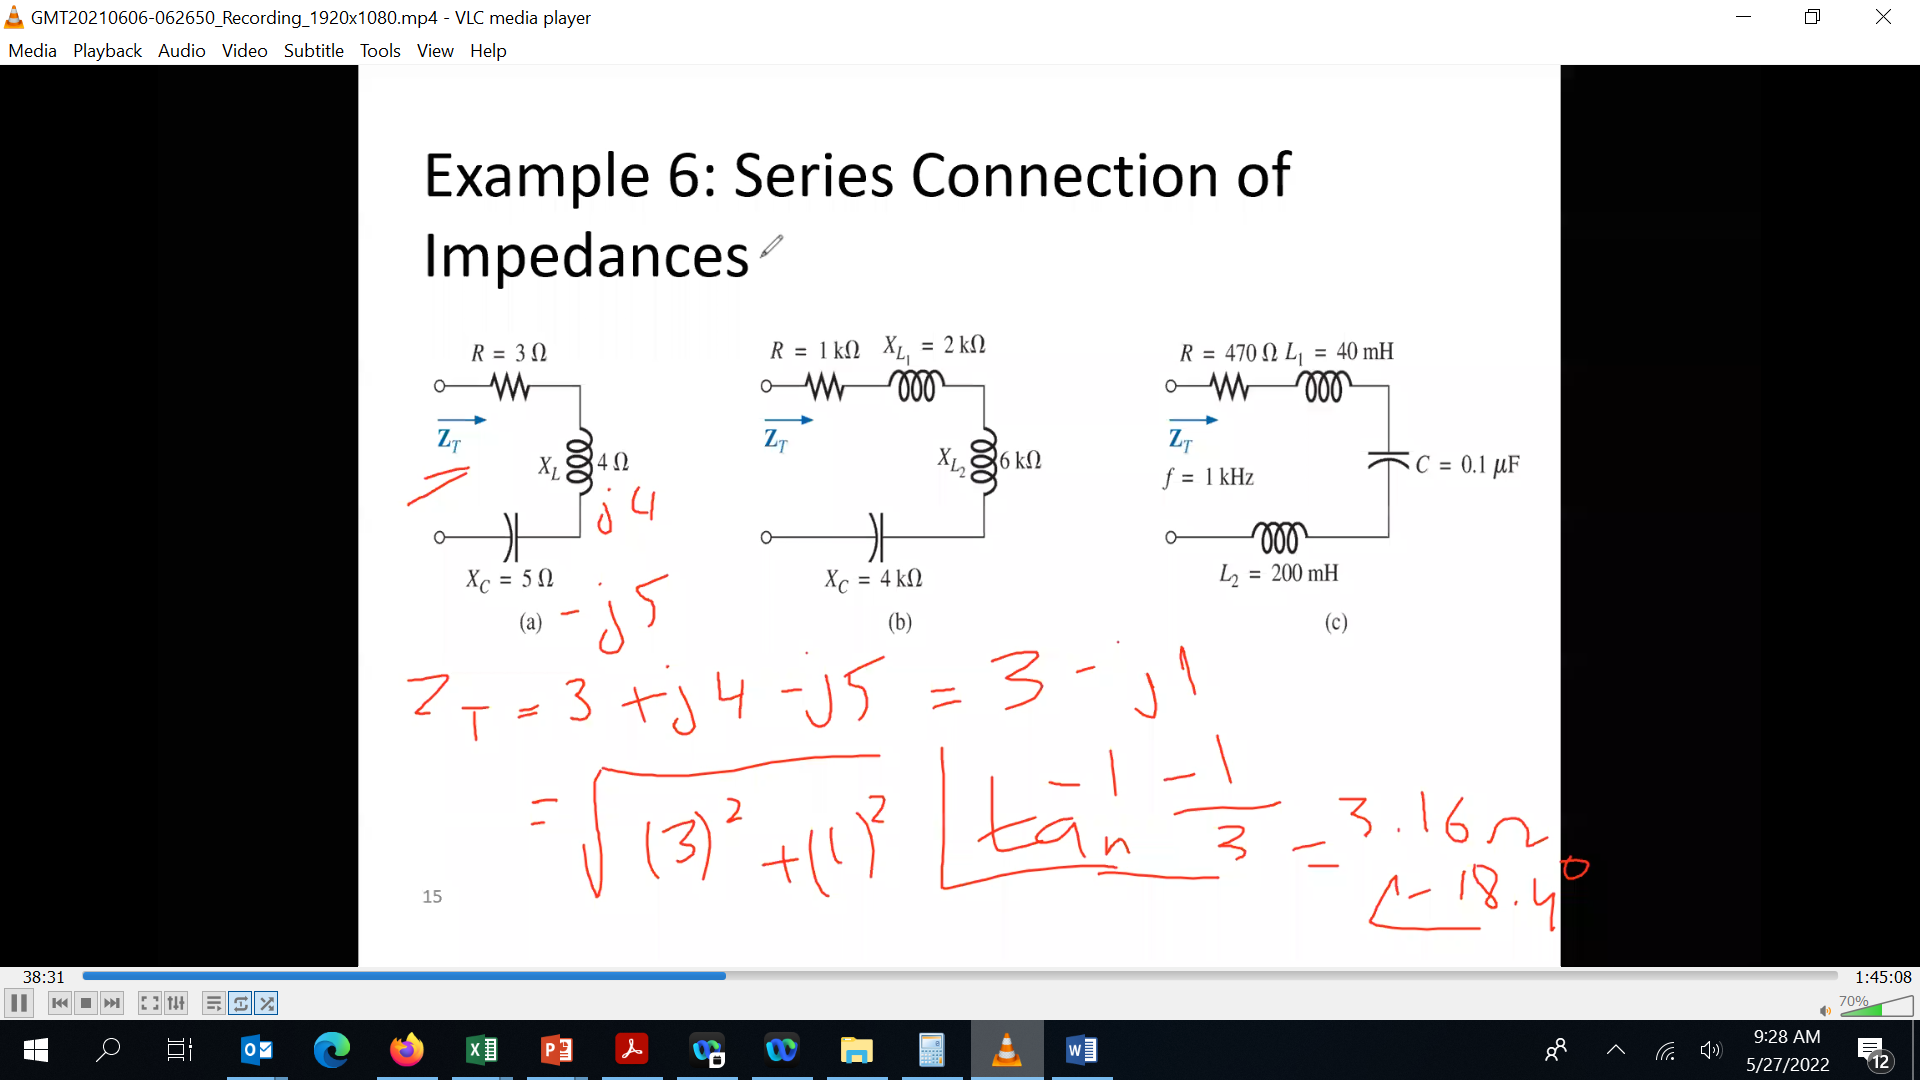 GMT20210606-062650_Recording_1920x1080.mp4 - VLC media player
Media Playback Audio Video Subtitle Tools View Help
Example 6: Series Connection of
Impedances
R = 3 Ω
Z_T
X_L 4 Ω
j4
X_C = 5 Ω
-j5
(a)
R = 1 kΩ X_L1 = 2 kΩ
Z_T
X_L2 6 kΩ
X_C = 4 kΩ
(b)
R = 470 Ω L_1 = 40 mH
Z_T
f = 1 kHz
C = 0.1 μF
L_2 = 200 mH
(c)
Z_T = 3 + j4 - j5 = 3 - j1
= √(3)² + (1)² ∠tan⁻¹ -1/3 = 3.16 Ω
∠-18.4°
15
38:31 1:45:08
70%
9:28 AM
5/27/2022
12